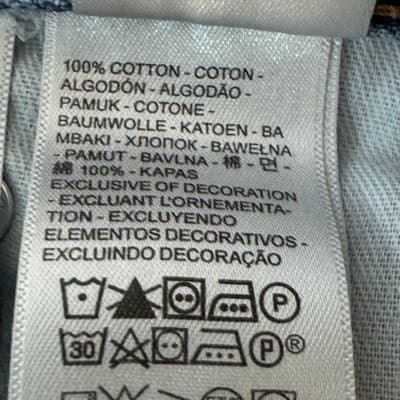 100% COTTON - COTON -
ALGODÓN - ALGODÃO -
PAMUK - COTONE -
BAUMWOLLE - KATOEN - BA
MBAKI - ХЛОПОК - BAWEŁNA
- PAMUT - BAVLNA - 棉 - 면 -
綿 100% - KAPAS
EXCLUSIVE OF DECORATION
- EXCLUANT L'ORNEMENTA-
TION - EXCLUYENDO
ELEMENTOS DECORATIVOS -
EXCLUINDO DECORAÇÃO
P
30 P ®